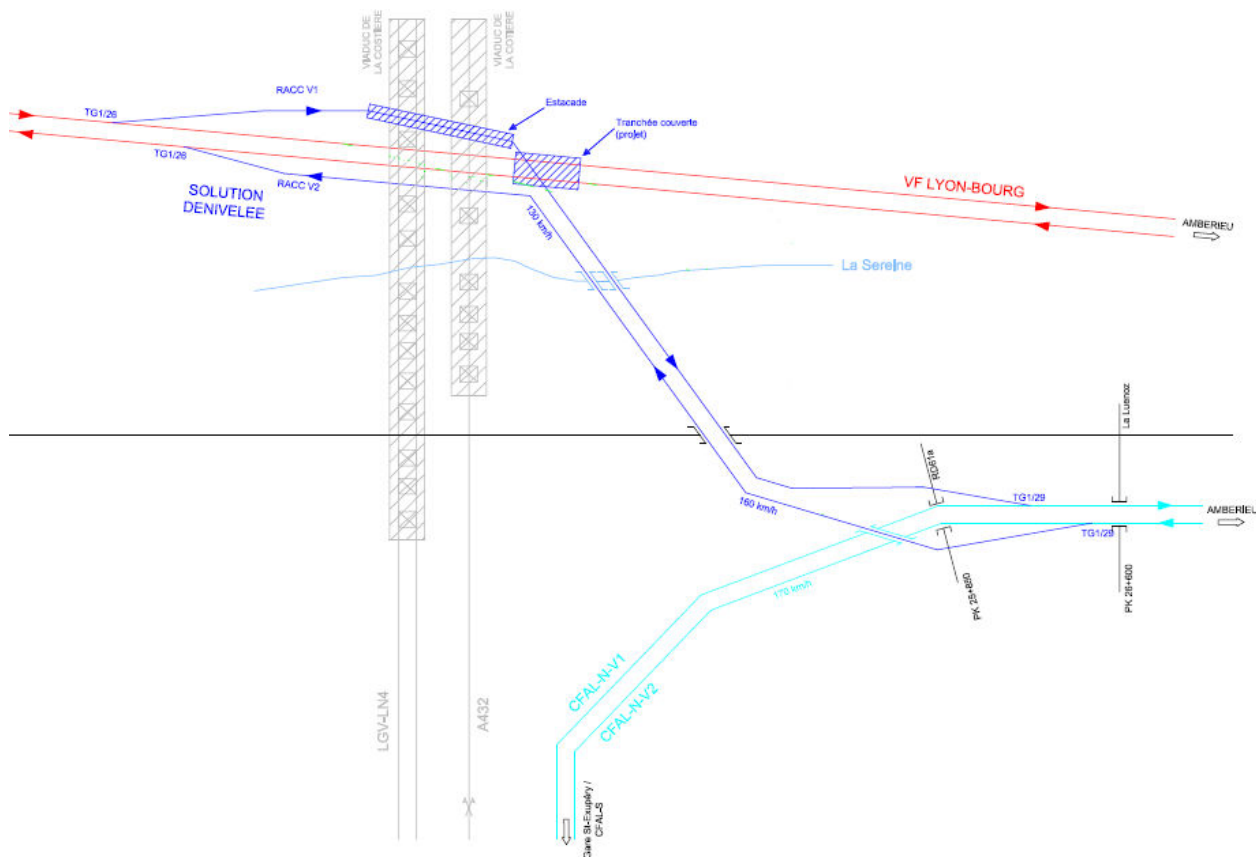 VIADUC DE
LA COSTIERE
VIADUC DE
LA COTIERE
RACC V1
Estacade
TG1/26
Tranchée couverte
(projet)
TG1/26
RACC V2
SOLUTION
DENIVELEE
VF LYON-BOURG
AMBERIEU
130 km/h
La Sereine
La Luenoz
RD61a
160 km/h
TG1/29
AMBERIEU
TG1/29
170 km/h
PK 25+880
PK 26+600
CFAL-N-V1
CFAL-N-V2
LGV-LN4
A432
Gare St-Exupéry /
CFAL-S